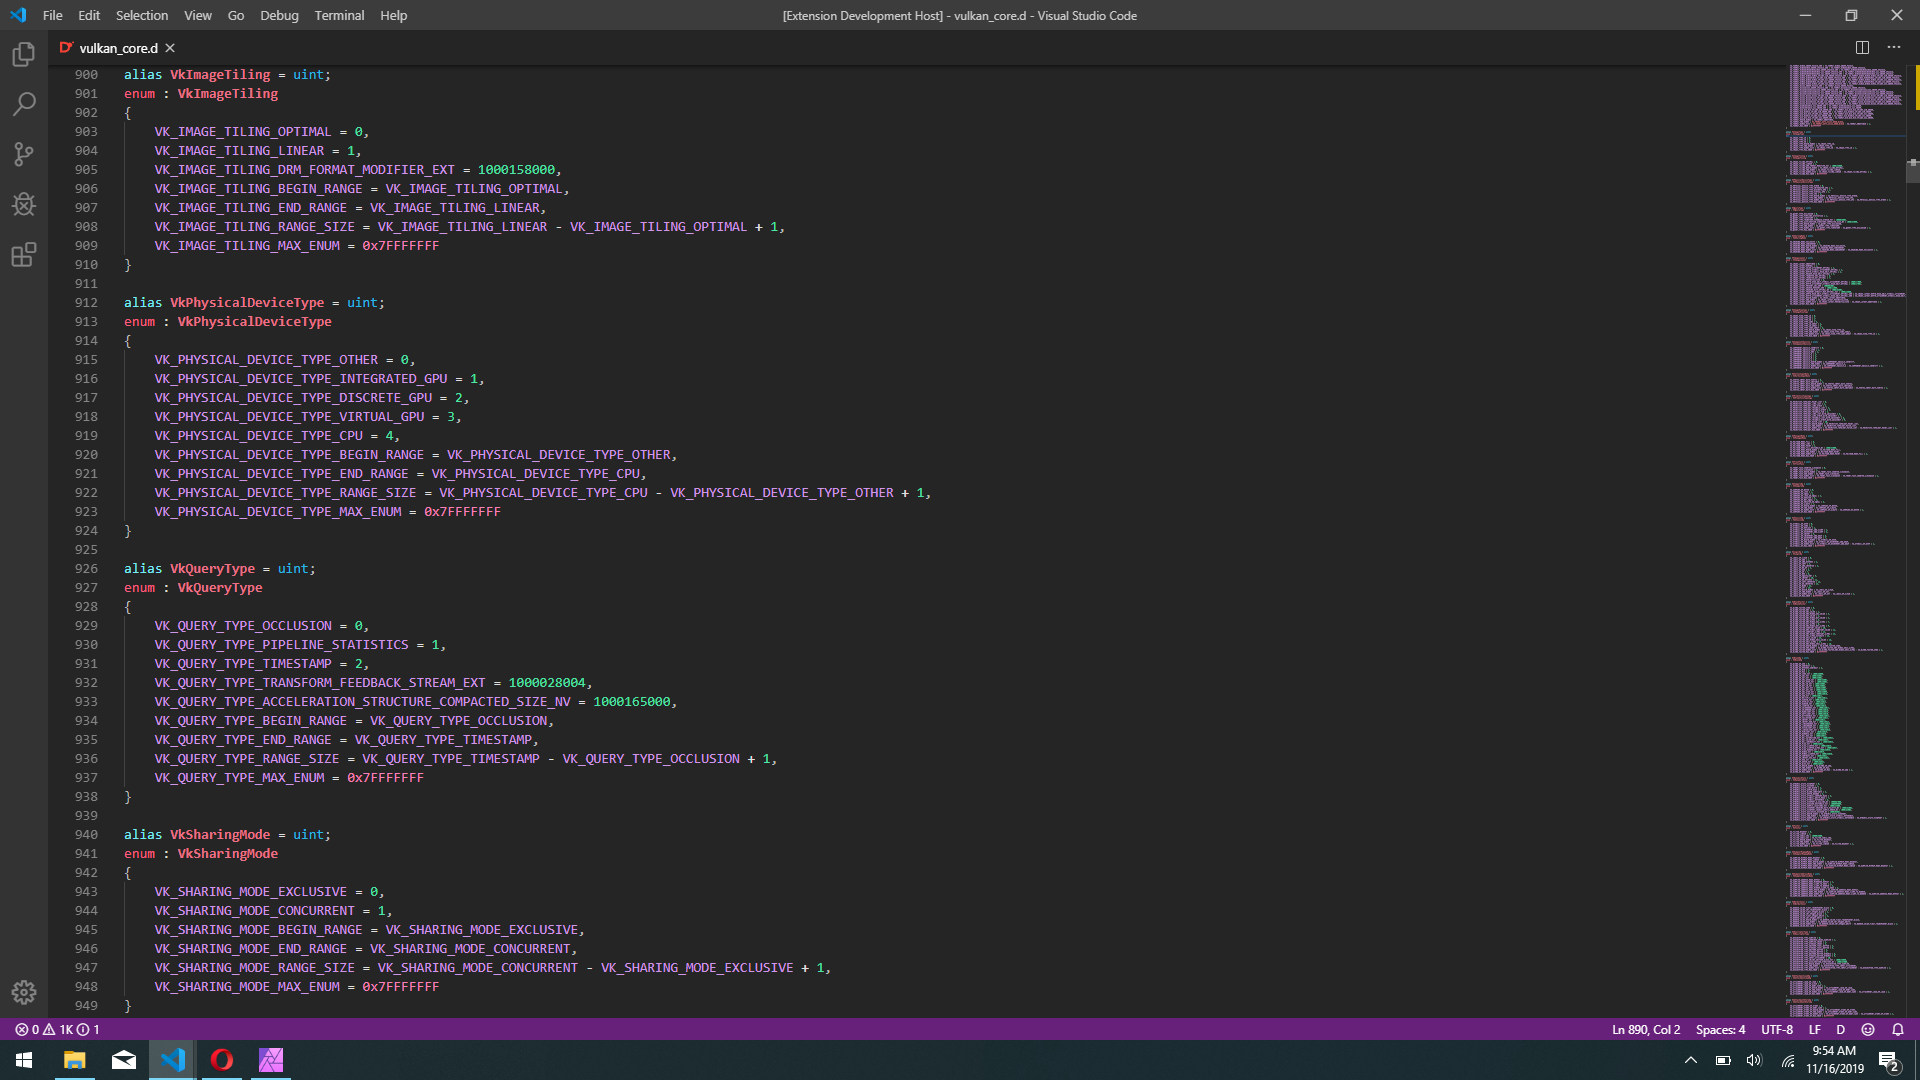 File Edit Selection View Go Debug Terminal Help [Extension Development Host] - vulkan_core.d - Visual Studio Code
vulkan_core.d
900 alias VkImageTiling = uint;
901 enum : VkImageTiling
902 {
903 VK_IMAGE_TILING_OPTIMAL = 0,
904 VK_IMAGE_TILING_LINEAR = 1,
905 VK_IMAGE_TILING_DRM_FORMAT_MODIFIER_EXT = 1000158000,
906 VK_IMAGE_TILING_BEGIN_RANGE = VK_IMAGE_TILING_OPTIMAL,
907 VK_IMAGE_TILING_END_RANGE = VK_IMAGE_TILING_LINEAR,
908 VK_IMAGE_TILING_RANGE_SIZE = VK_IMAGE_TILING_LINEAR - VK_IMAGE_TILING_OPTIMAL + 1,
909 VK_IMAGE_TILING_MAX_ENUM = 0x7FFFFFFF
910 }
911
912 alias VkPhysicalDeviceType = uint;
913 enum : VkPhysicalDeviceType
914 {
915 VK_PHYSICAL_DEVICE_TYPE_OTHER = 0,
916 VK_PHYSICAL_DEVICE_TYPE_INTEGRATED_GPU = 1,
917 VK_PHYSICAL_DEVICE_TYPE_DISCRETE_GPU = 2,
918 VK_PHYSICAL_DEVICE_TYPE_VIRTUAL_GPU = 3,
919 VK_PHYSICAL_DEVICE_TYPE_CPU = 4,
920 VK_PHYSICAL_DEVICE_TYPE_BEGIN_RANGE = VK_PHYSICAL_DEVICE_TYPE_OTHER,
921 VK_PHYSICAL_DEVICE_TYPE_END_RANGE = VK_PHYSICAL_DEVICE_TYPE_CPU,
922 VK_PHYSICAL_DEVICE_TYPE_RANGE_SIZE = VK_PHYSICAL_DEVICE_TYPE_CPU - VK_PHYSICAL_DEVICE_TYPE_OTHER + 1,
923 VK_PHYSICAL_DEVICE_TYPE_MAX_ENUM = 0x7FFFFFFF
924 }
925
926 alias VkQueryType = uint;
927 enum : VkQueryType
928 {
929 VK_QUERY_TYPE_OCCLUSION = 0,
930 VK_QUERY_TYPE_PIPELINE_STATISTICS = 1,
931 VK_QUERY_TYPE_TIMESTAMP = 2,
932 VK_QUERY_TYPE_TRANSFORM_FEEDBACK_STREAM_EXT = 1000028004,
933 VK_QUERY_TYPE_ACCELERATION_STRUCTURE_COMPACTED_SIZE_NV = 1000165000,
934 VK_QUERY_TYPE_BEGIN_RANGE = VK_QUERY_TYPE_OCCLUSION,
935 VK_QUERY_TYPE_END_RANGE = VK_QUERY_TYPE_TIMESTAMP,
936 VK_QUERY_TYPE_RANGE_SIZE = VK_QUERY_TYPE_TIMESTAMP - VK_QUERY_TYPE_OCCLUSION + 1,
937 VK_QUERY_TYPE_MAX_ENUM = 0x7FFFFFFF
938 }
939
940 alias VkSharingMode = uint;
941 enum : VkSharingMode
942 {
943 VK_SHARING_MODE_EXCLUSIVE = 0,
944 VK_SHARING_MODE_CONCURRENT = 1,
945 VK_SHARING_MODE_BEGIN_RANGE = VK_SHARING_MODE_EXCLUSIVE,
946 VK_SHARING_MODE_END_RANGE = VK_SHARING_MODE_CONCURRENT,
947 VK_SHARING_MODE_RANGE_SIZE = VK_SHARING_MODE_CONCURRENT - VK_SHARING_MODE_EXCLUSIVE + 1,
948 VK_SHARING_MODE_MAX_ENUM = 0x7FFFFFFF
949 }
0 1K 1 Ln 890, Col 2 Spaces: 4 UTF-8 LF D
9:54 AM
11/16/2019
2